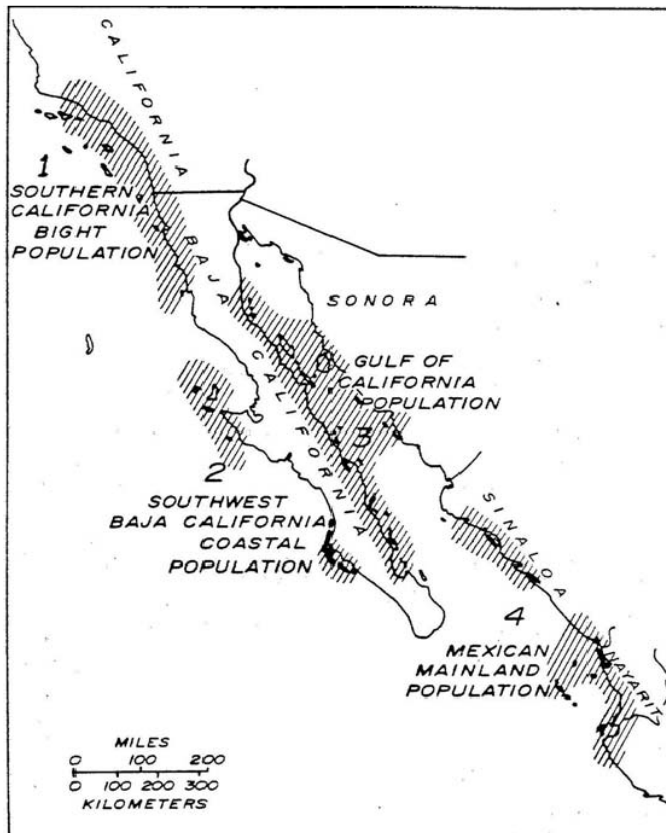 CALIFORNIA
1
SOUTHERN
CALIFORNIA
BIGHT
POPULATION
BAJA CALIFORNIA
SONORA
GULF OF
CALIFORNIA
POPULATION
3
2
SOUTHWEST
BAJA CALIFORNIA
COASTAL
POPULATION
SINALOA
4
MEXICAN
MAINLAND
POPULATION
NAYARIT
MILES
0 100 200
0 100 200 300
KILOMETERS